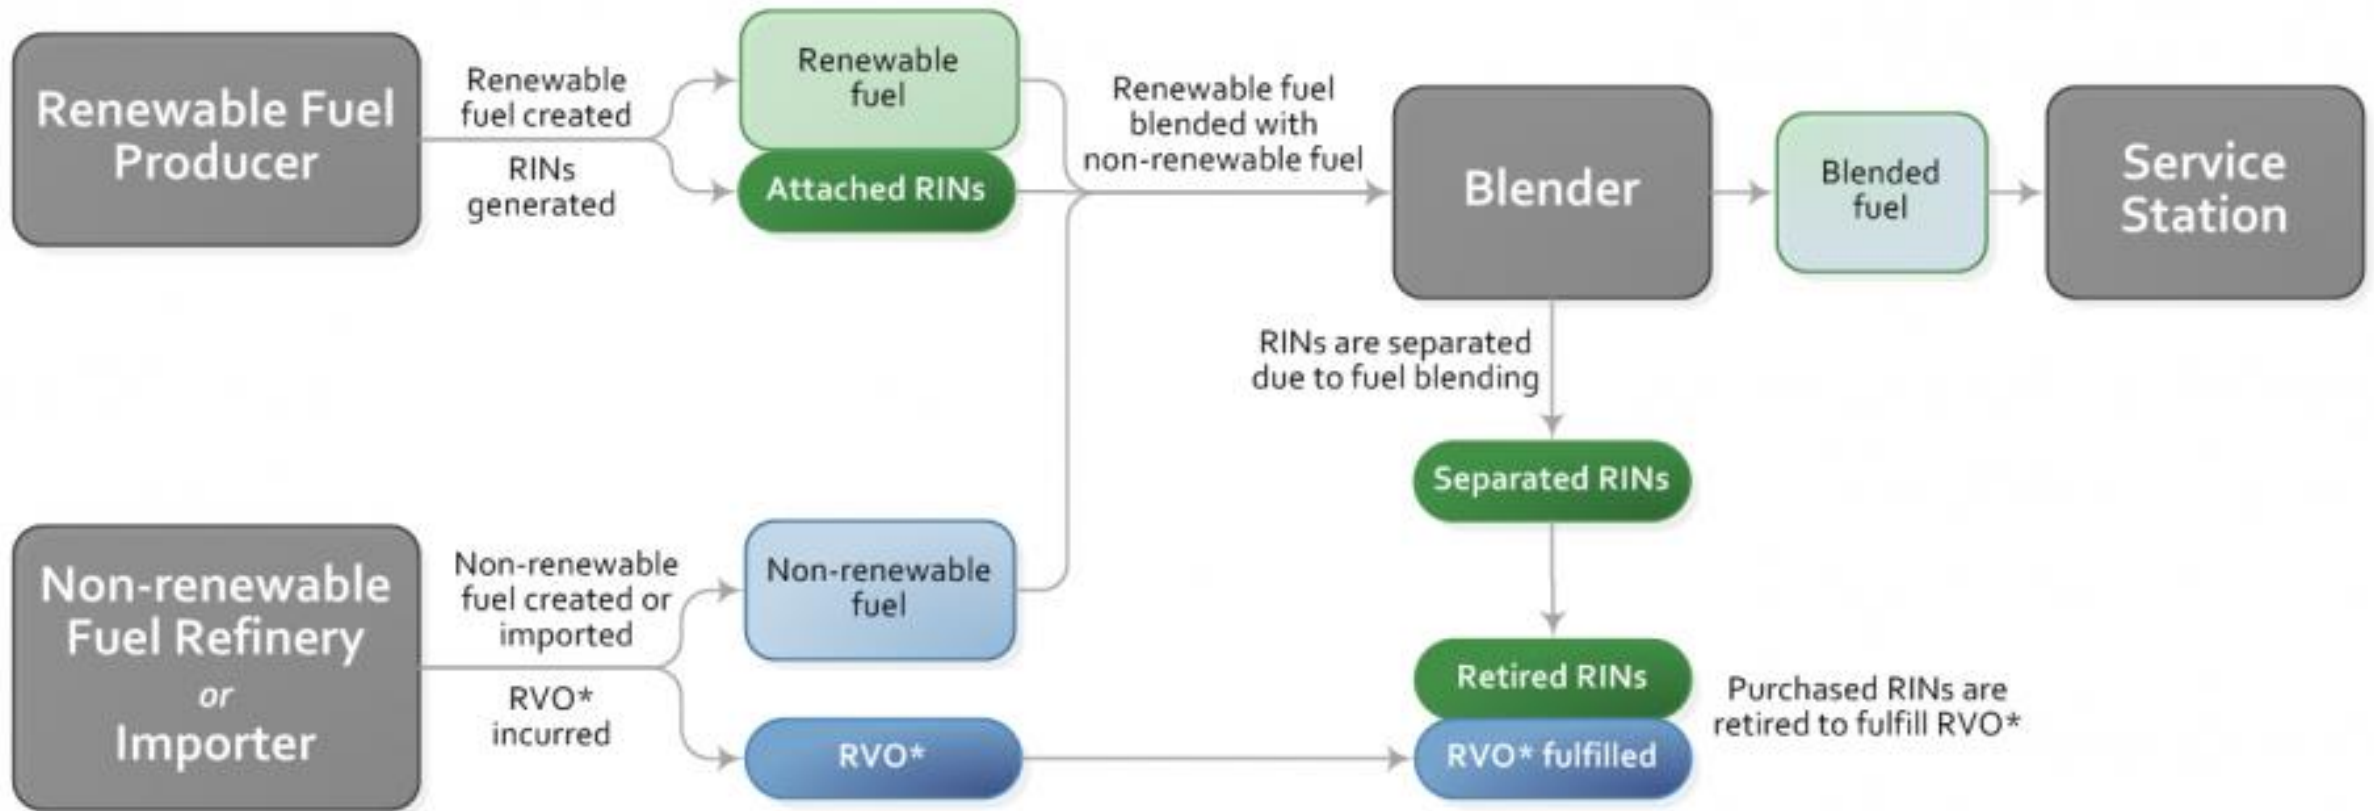 Renewable Fuel
Producer
Renewable
fuel created
RINs
generated
Renewable
fuel
Attached RINs
Renewable fuel
blended with
non-renewable fuel
Blender
Blended
fuel
Service
Station
RINs are separated
due to fuel blending
Separated RINs
Non-renewable
Fuel Refinery
or
Importer
Non-renewable
fuel created or
imported
RVO*
incurred
Non-renewable
fuel
RVO*
Retired RINs
RVO* fulfilled
Purchased RINs are
retired to fulfill RVO*